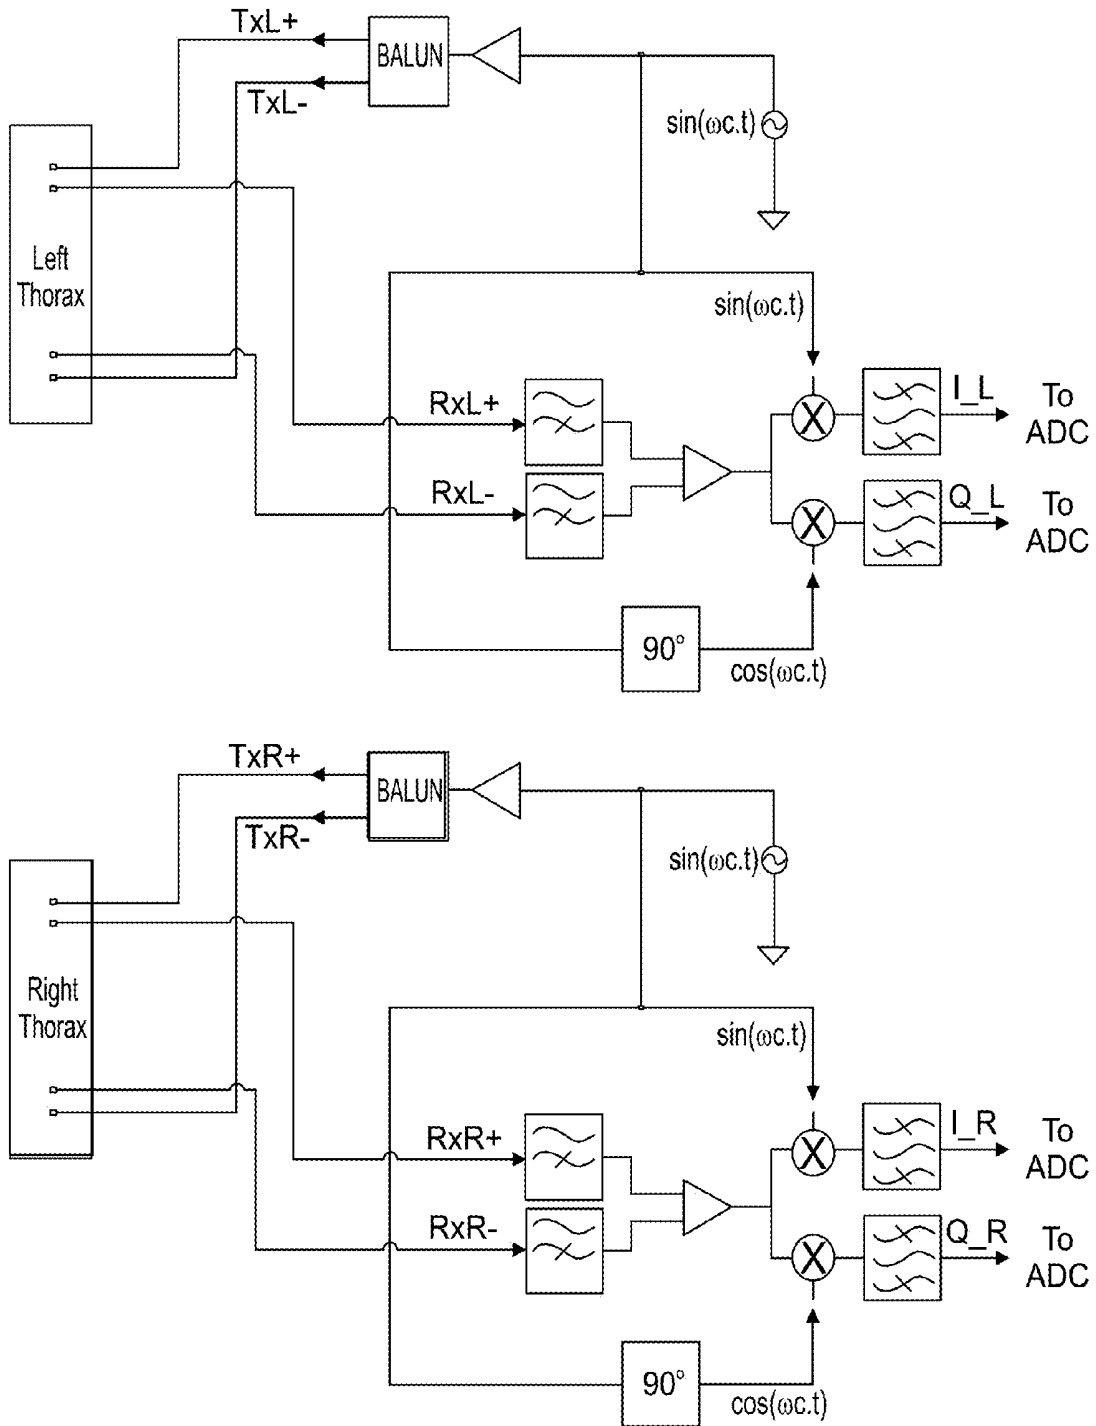 TxL+
BALUN
TxL-
sin(ωc.t)
Left
Thorax
sin(ωc.t)
RxL+
I_L
To
ADC
RxL-
Q_L
To
ADC
90°
cos(ωc.t)
TxR+
BALUN
TxR-
sin(ωc.t)
Right
Thorax
sin(ωc.t)
RxR+
I_R
To
ADC
RxR-
Q_R
To
ADC
90°
cos(ωc.t)